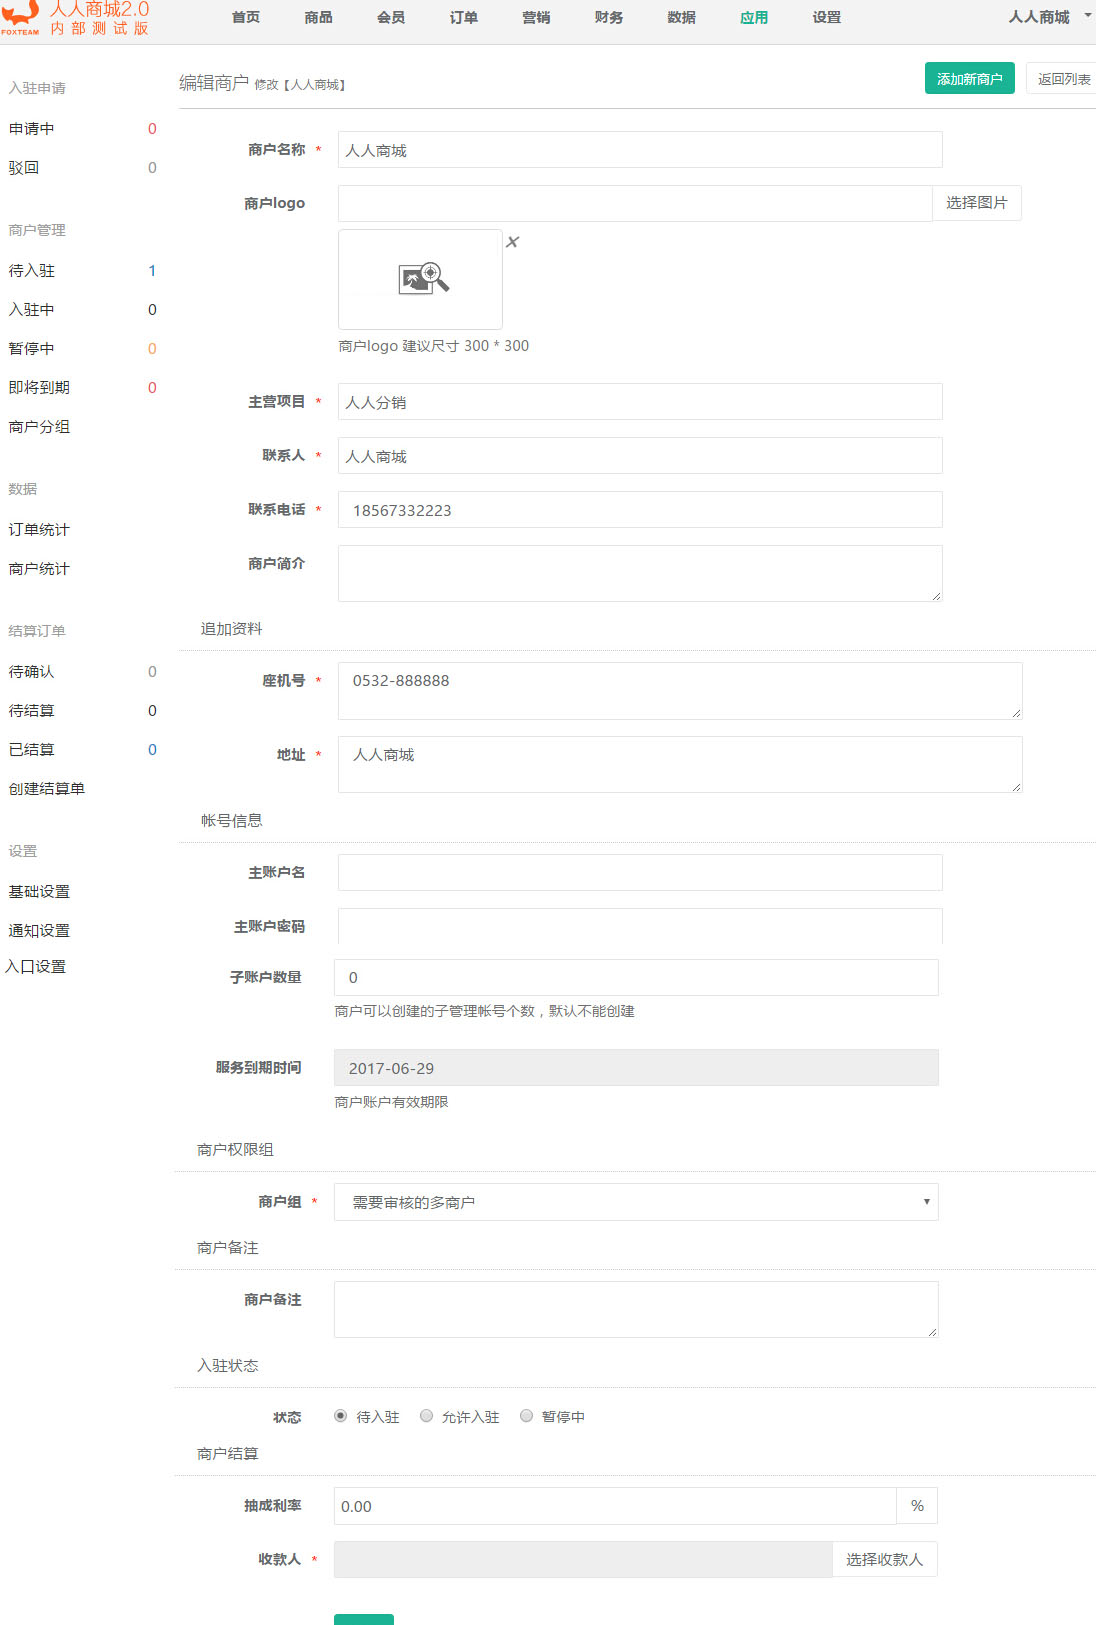 人人商城2.0
内部测试版
FOXTEAM
首页 商品 会员 订单 营销 财务 数据 应用 设置 人人商城
入驻申请
申请中 0
驳回 0
商户管理
待入驻 1
入驻中 0
暂停中 0
即将到期 0
商户分组
数据
订单统计
商户统计
结算订单
待确认 0
待结算 0
已结算 0
创建结算单
设置
基础设置
通知设置
入口设置
编辑商户 修改【人人商城】 添加新商户 返回列表
商户名称 * 人人商城
商户logo 选择图片
×
商户logo 建议尺寸 300 * 300
主营项目 * 人人分销
联系人 * 人人商城
联系电话 * 18567332223
商户简介
追加资料
座机号 * 0532-888888
地址 * 人人商城
帐号信息
主账户名
主账户密码
子账户数量 0
商户可以创建的子管理帐号个数，默认不能创建
服务到期时间 2017-06-29
商户账户有效期限
商户权限组
商户组 * 需要审核的多商户
商户备注
商户备注
入驻状态
状态 待入驻 允许入驻 暂停中
商户结算
抽成利率 0.00 %
收款人 * 选择收款人